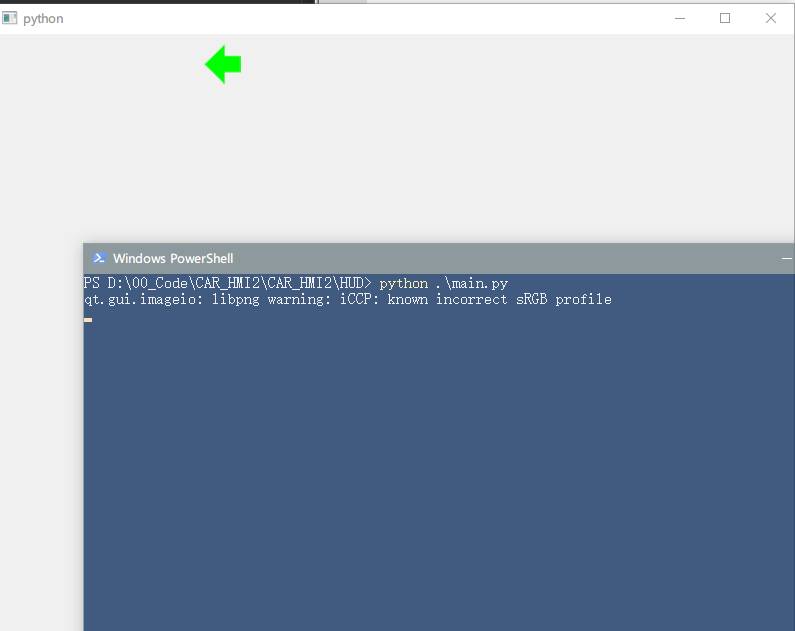 python
Windows PowerShell
PS D:\00_Code\CAR_HMI2\CAR_HMI2\HUD> python .\main.py
qt.gui.imageio: libpng warning: iCCP: known incorrect sRGB profile